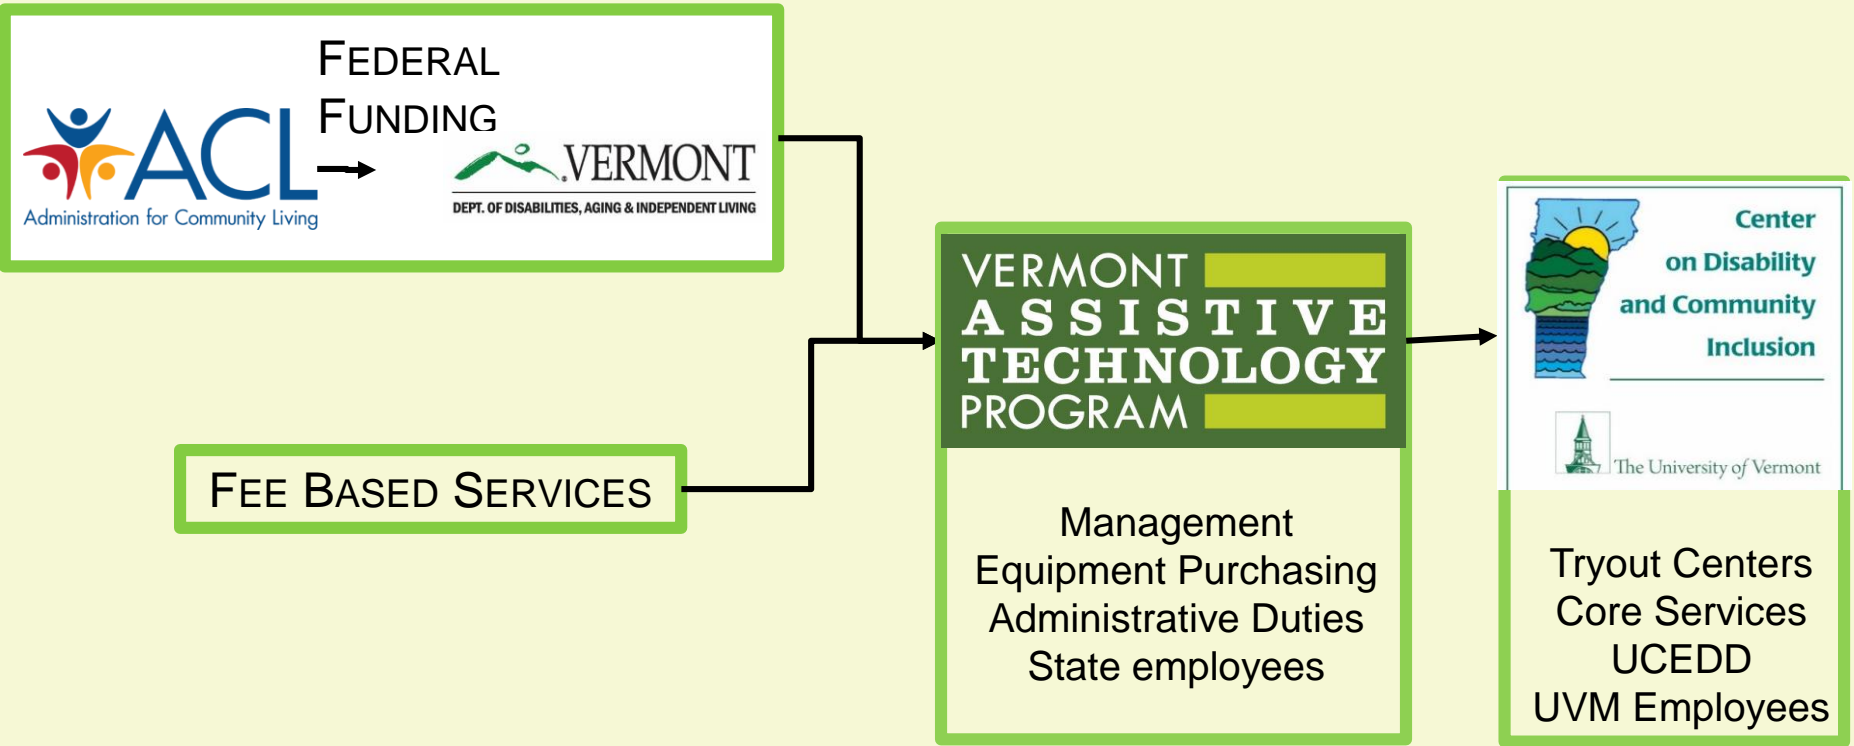 FEDERAL
FUNDING
ACL
Administration for Community Living
VERMONT
DEPT. OF DISABILITIES, AGING & INDEPENDENT LIVING
FEE BASED SERVICES
VERMONT
ASSISTIVE
TECHNOLOGY
PROGRAM
Management
Equipment Purchasing
Administrative Duties
State employees
Center
on Disability
and Community
Inclusion
The University of Vermont
Tryout Centers
Core Services
UCEDD
UVM Employees